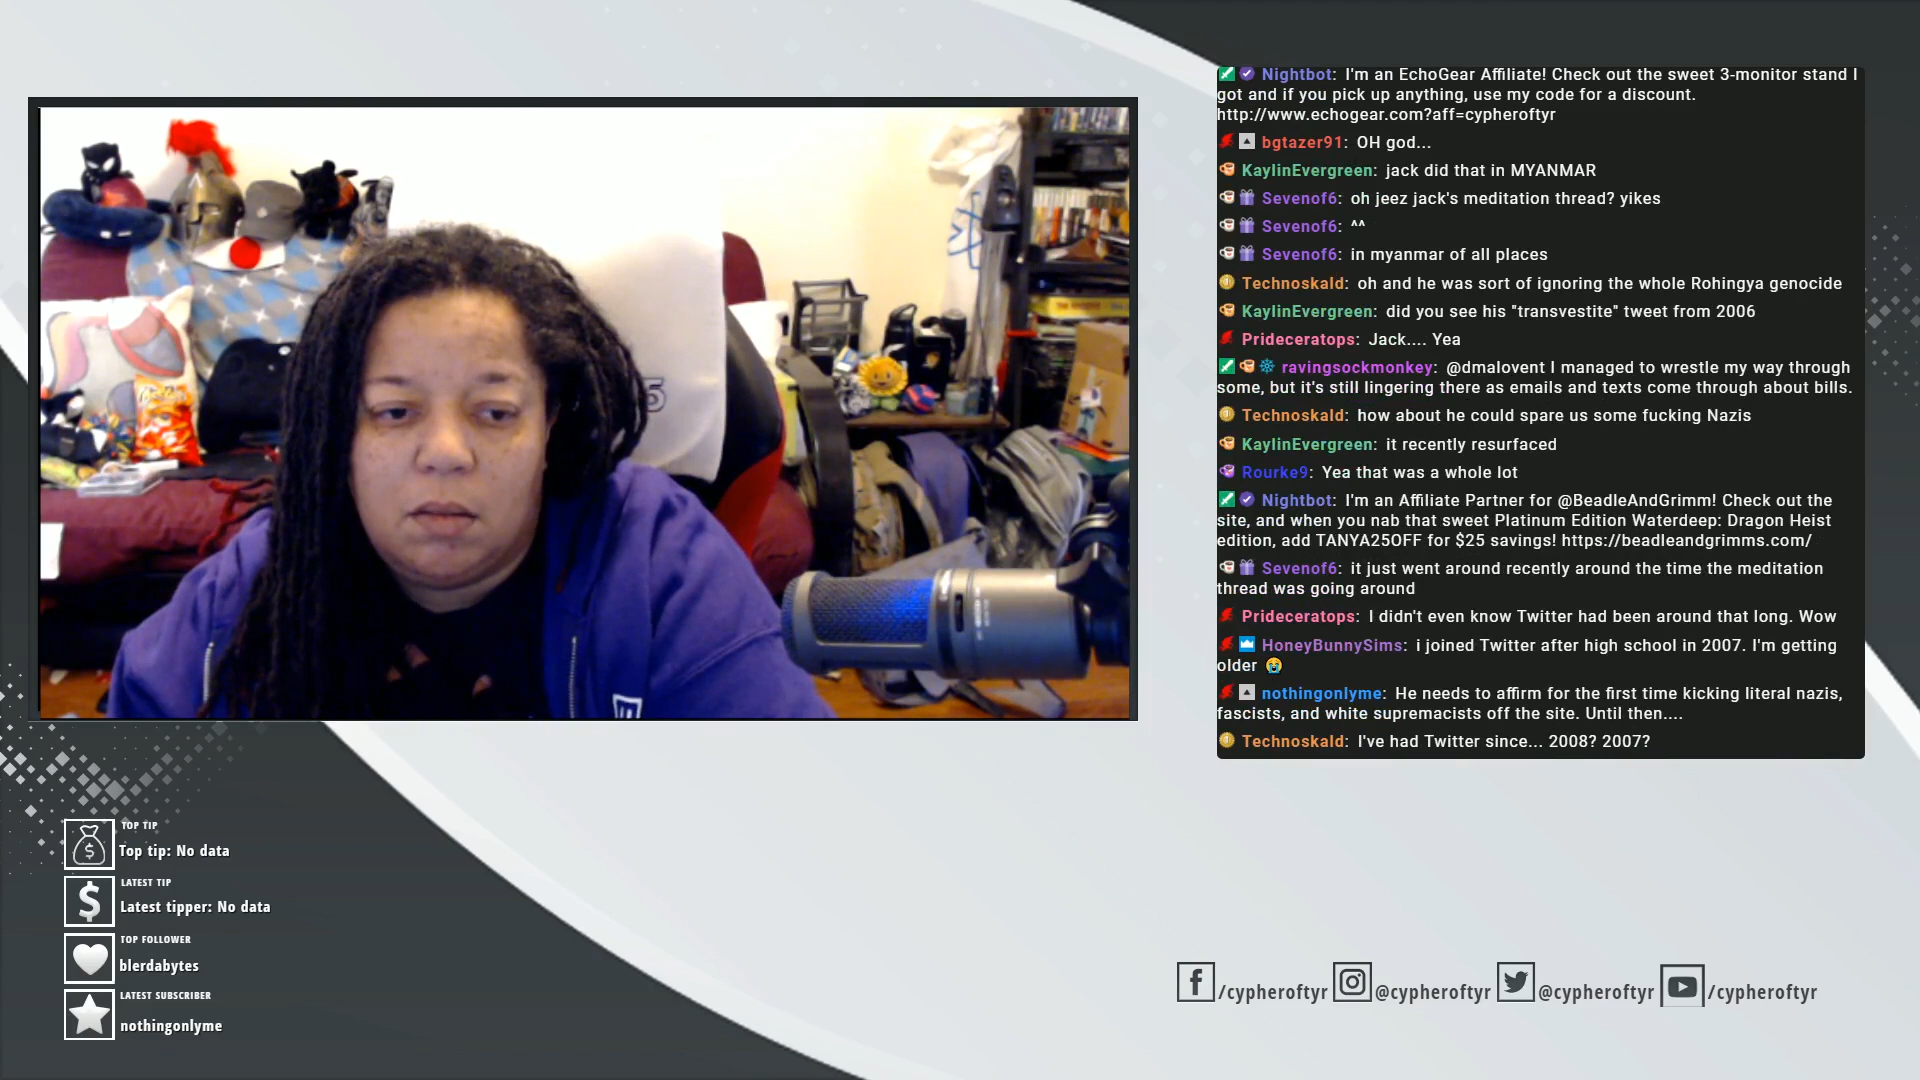 Nightbot: I'm an EchoGear Affiliate! Check out the sweet 3-monitor stand I
got and if you pick up anything, use my code for a discount.
http://www.echogear.com?aff=cypheroftyr
bgtazer91: OH god...
KaylinEvergreen: jack did that in MYANMAR
Sevenof6: oh jeez jack's meditation thread? yikes
Sevenof6: ^^
Sevenof6: in myanmar of all places
Technoskald: oh and he was sort of ignoring the whole Rohingya genocide
KaylinEvergreen: did you see his "transvestite" tweet from 2006
Prideceratops: Jack.... Yea
ravingsockmonkey: @dmalovent I managed to wrestle my way through
some, but it's still lingering there as emails and texts come through about bills.
Technoskald: how about he could spare us some fucking Nazis
KaylinEvergreen: it recently resurfaced
Rourke9: Yea that was a whole lot
Nightbot: I'm an Affiliate Partner for @BeadleAndGrimm! Check out the
site, and when you nab that sweet Platinum Edition Waterdeep: Dragon Heist
edition, add TANYA25OFF for $25 savings! https://beadleandgrimms.com/
Sevenof6: it just went around recently around the time the meditation
thread was going around
Prideceratops: I didn't even know Twitter had been around that long. Wow
HoneyBunnySims: i joined Twitter after high school in 2007. I'm getting
older 😭
nothingonlyme: He needs to affirm for the first time kicking literal nazis,
fascists, and white supremacists off the site. Until then....
Technoskald: I've had Twitter since... 2008? 2007?
TOP TIP
Top tip: No data
LATEST TIP
Latest tipper: No data
TOP FOLLOWER
blerdabytes
LATEST SUBSCRIBER
nothingonlyme
/cypheroftyr @cypheroftyr @cypheroftyr /cypheroftyr